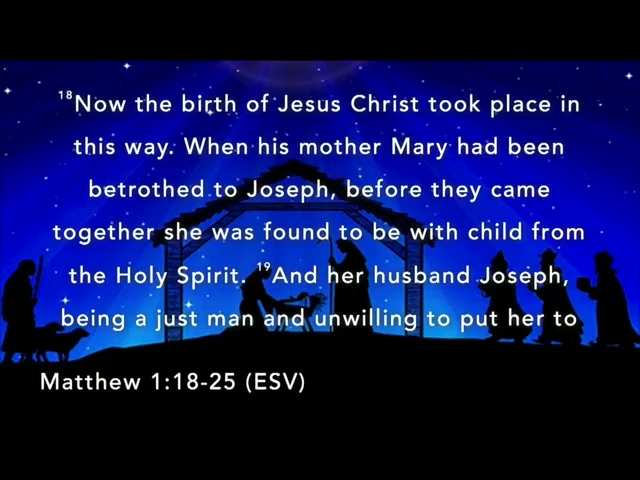 18Now the birth of Jesus Christ took place in
this way. When his mother Mary had been
betrothed to Joseph, before they came
together she was found to be with child from
the Holy Spirit. 19And her husband Joseph,
being a just man and unwilling to put her to
Matthew 1:18-25 (ESV)